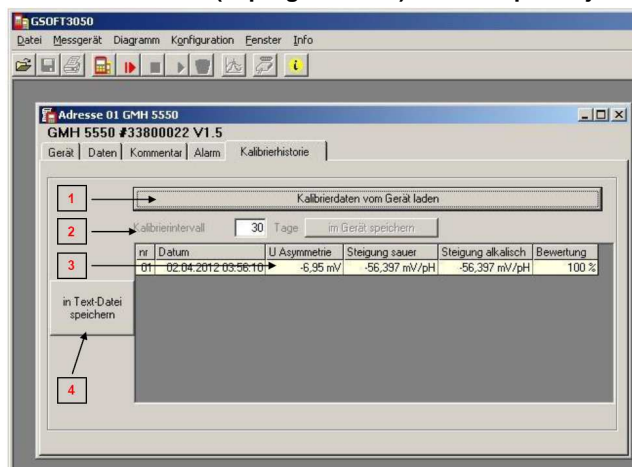 GSOFT3050
Datei Messgerät Diagramm Konfiguration Fenster Info
Adresse 01 GMH 5550
GMH 5550 #33800022 V1.5
Gerät Daten Kommentar Alarm Kalibrierhistorie
1 Kalibrierdaten vom Gerät laden
2 Kalibrierintervall 30 Tage im Gerät speichern
nr Datum U Asymmetrie Steigung sauer Steigung alkalisch Bewertung
3 01 02.04.2012 03:56:10 -6,95 mV -56,397 mV/pH -56,397 mV/pH 100 %
in Text-Datei
speichern
4